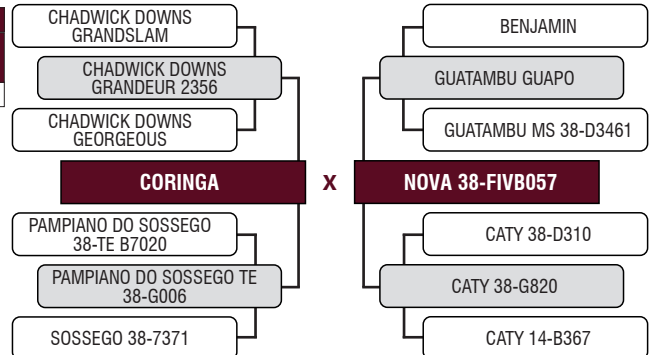 CHADWICK DOWNS
GRANDSLAM
CHADWICK DOWNS
GRANDEUR 2356
CHADWICK DOWNS
GEORGEOUS
CORINGA
PAMPIANO DO SOSSEGO
38-TE B7020
PAMPIANO DO SOSSEGO TE
38-G006
SOSSEGO 38-7371
X
BENJAMIN
GUATAMBU GUAPO
GUATAMBU MS 38-D3461
NOVA 38-FIVB057
CATY 38-D310
CATY 38-G820
CATY 14-B367